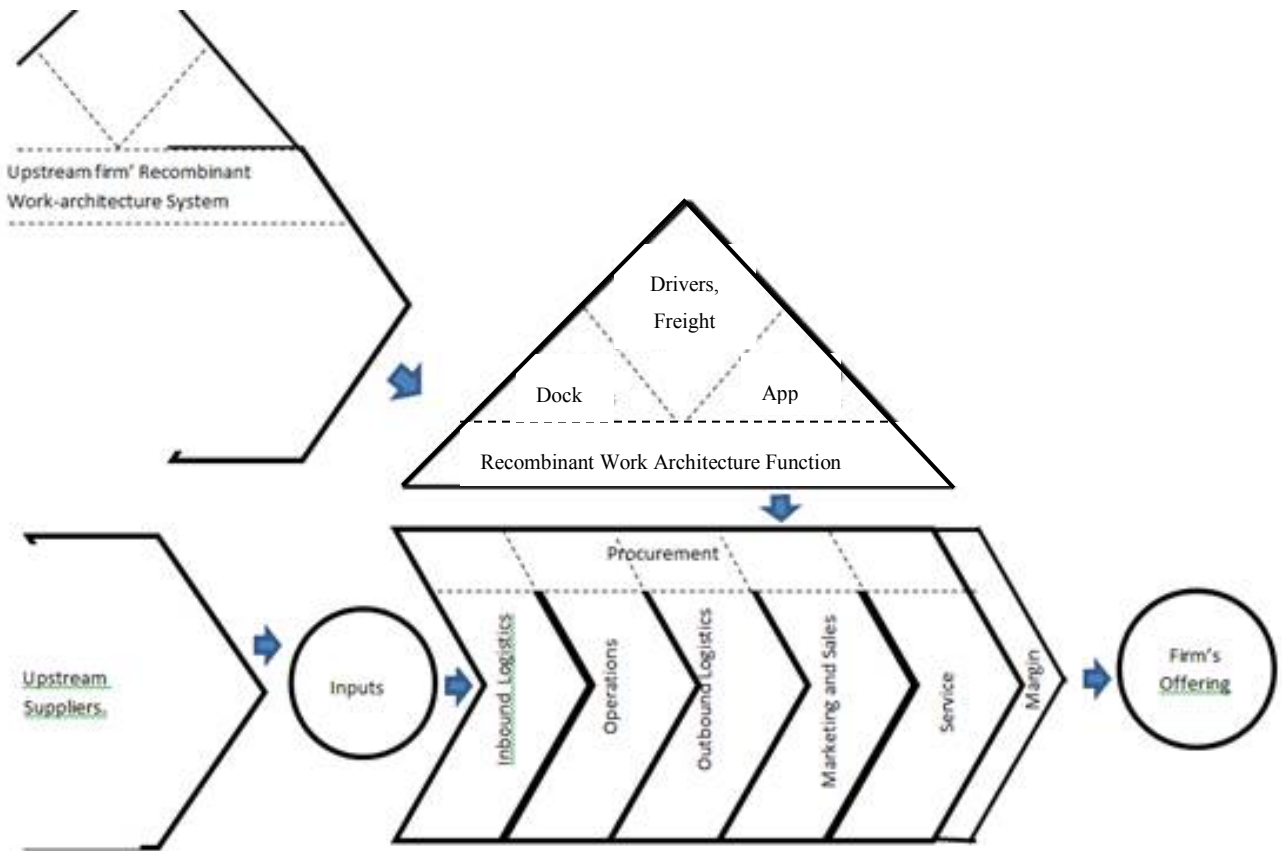 Upstream firm' Recombinant
Work-architecture System
Drivers,
Freight
Dock
App
Recombinant Work Architecture Function
Procurement
Upstream
Suppliers.
Inputs
Inbound Logistics
Operations
Outbound Logistics
Marketing and Sales
Service
Margin
Firm's
Offering